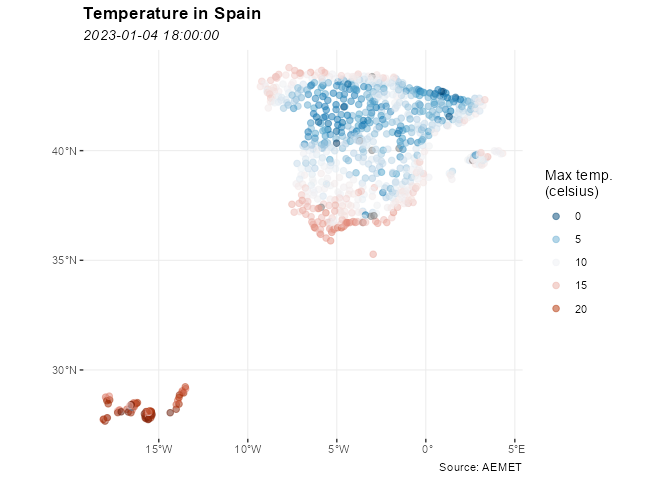 Temperature in Spain
2023-01-04 18:00:00
40°N
35°N
30°N
15°W
10°W
5°W
0°
5°E
Max temp.
(celsius)
0
5
10
15
20
Source: AEMET